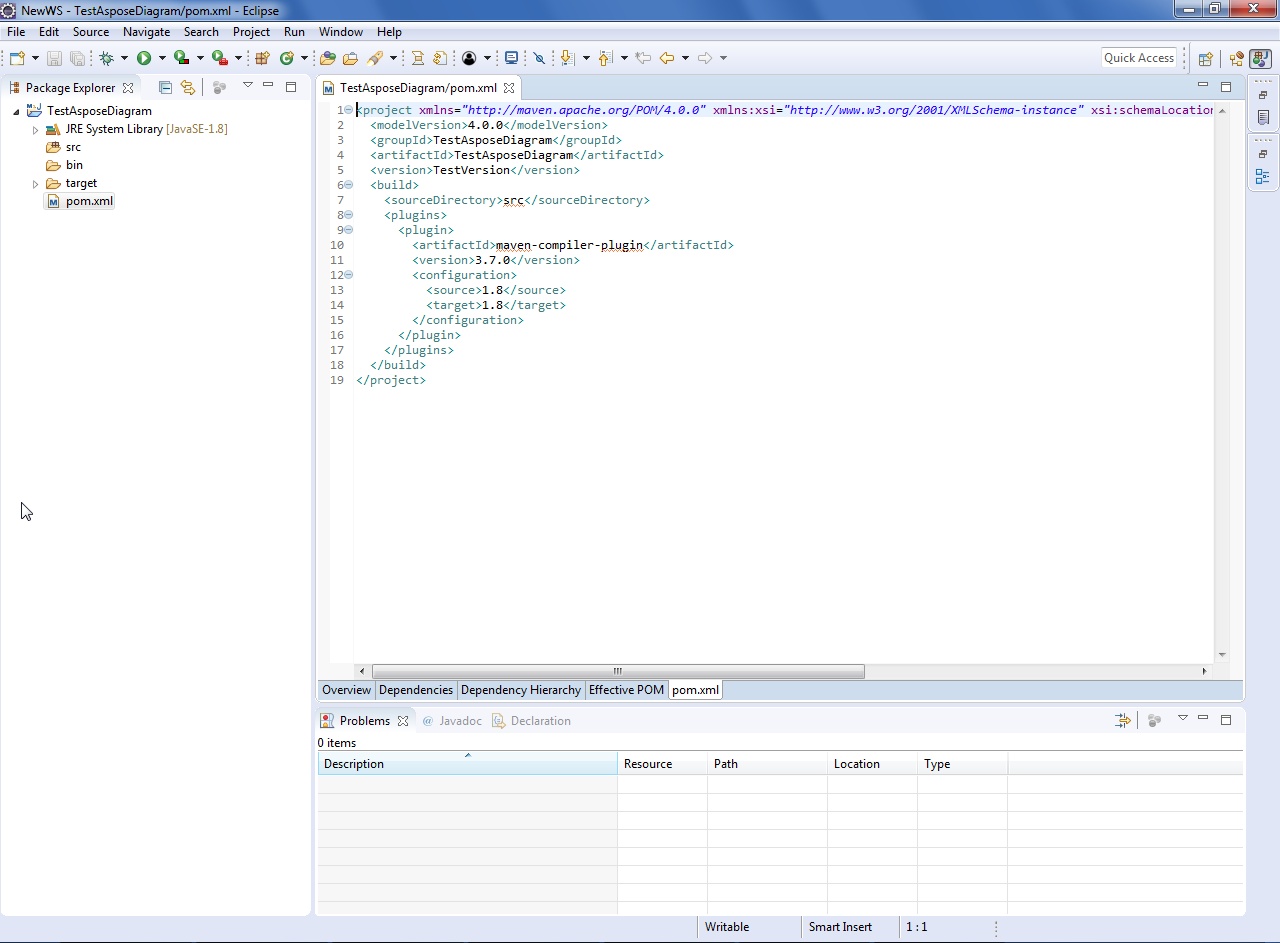 NewWS - TestAsposeDiagram/pom.xml - Eclipse
File Edit Source Navigate Search Project Run Window Help
Quick Access
Package Explorer
TestAsposeDiagram
JRE System Library [JavaSE-1.8]
src
bin
target
pom.xml
TestAsposeDiagram/pom.xml
1 <project xmlns="http://maven.apache.org/POM/4.0.0" xmlns:xsi="http://www.w3.org/2001/XMLSchema-instance" xsi:schemaLocation
2 <modelVersion>4.0.0</modelVersion>
3 <groupId>TestAsposeDiagram</groupId>
4 <artifactId>TestAsposeDiagram</artifactId>
5 <version>TestVersion</version>
6 <build>
7 <sourceDirectory>src</sourceDirectory>
8 <plugins>
9 <plugin>
10 <artifactId>maven-compiler-plugin</artifactId>
11 <version>3.7.0</version>
12 <configuration>
13 <source>1.8</source>
14 <target>1.8</target>
15 </configuration>
16 </plugin>
17 </plugins>
18 </build>
19 </project>
Overview Dependencies Dependency Hierarchy Effective POM pom.xml
Problems @ Javadoc Declaration
0 items
Description Resource Path Location Type
Writable Smart Insert 1 : 1